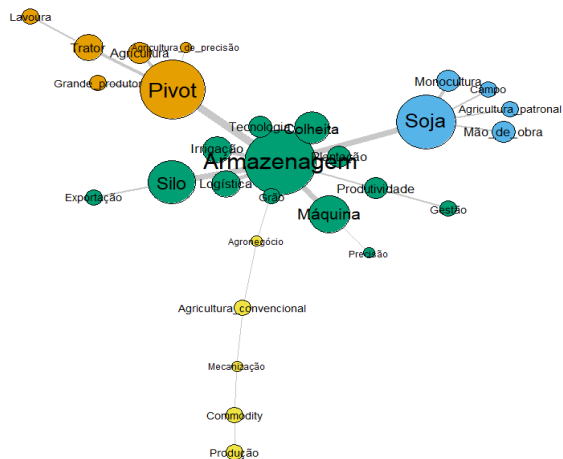 Lavoura
Trator
Agricultura_de_precisão
Agricultura
Grande_produtor
Pivot
Monocultura
Campo
Agricultura_patronal
Soja
Mão_de_obra
Tecnologia
Colheita
Irrigação
Plantação
Armazenagem
Silo
Logística
Produtividade
Exportação
Grão
Máquina
Gestão
Agronegócio
Precisão
Agricultura_convencional
Mecanização
Commodity
Produção